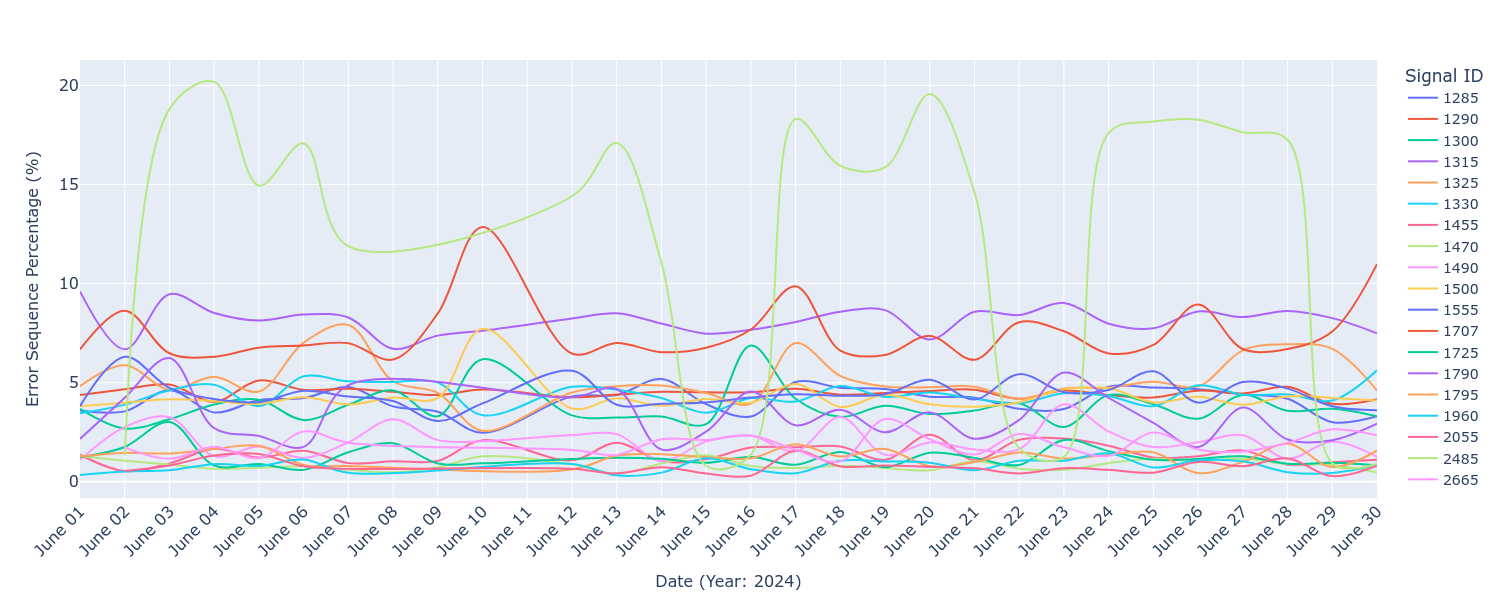 Error Sequence Percentage (%)
20
15
10
5
0
June 01
June 02
June 03
June 04
June 05
June 06
June 07
June 08
June 09
June 10
June 11
June 12
June 13
June 14
June 15
June 16
June 17
June 18
June 19
June 20
June 21
June 22
June 23
June 24
June 25
June 26
June 27
June 28
June 29
June 30
Date (Year: 2024)
Signal ID
1285
1290
1300
1315
1325
1330
1455
1470
1490
1500
1555
1707
1725
1790
1795
1960
2055
2485
2665